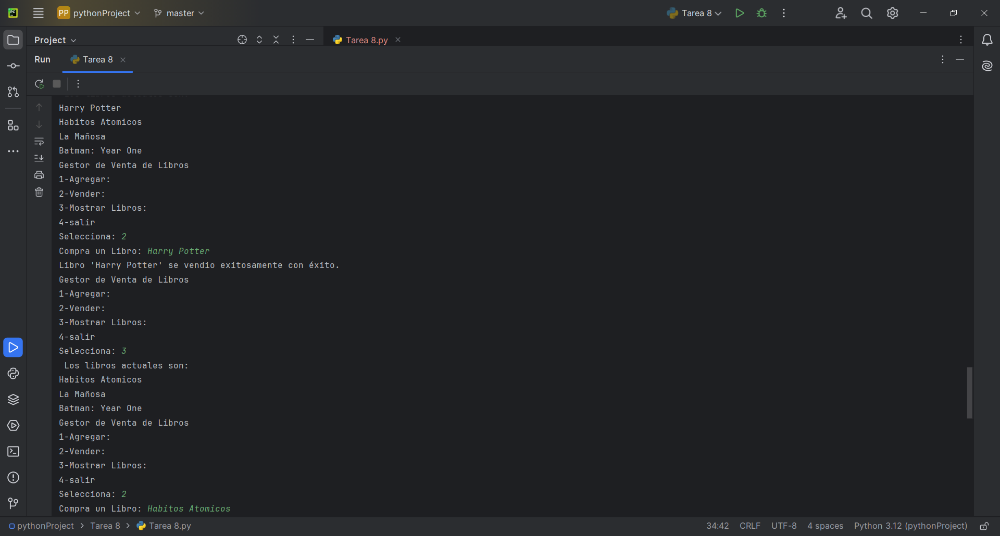 PC
PP pythonProject
master
Tarea 8
Project
Tarea 8.py
Run
Tarea 8
Los libros actuales son:
Harry Potter
Habitos Atomicos
La Mañosa
Batman: Year One
Gestor de Venta de Libros
1-Agregar:
2-Vender:
3-Mostrar Libros:
4-salir
Selecciona: 2
Compra un Libro: Harry Potter
Libro 'Harry Potter' se vendio exitosamente con éxito.
Gestor de Venta de Libros
1-Agregar:
2-Vender:
3-Mostrar Libros:
4-salir
Selecciona: 3
Los libros actuales son:
Habitos Atomicos
La Mañosa
Batman: Year One
Gestor de Venta de Libros
1-Agregar:
2-Vender:
3-Mostrar Libros:
4-salir
Selecciona: 2
Compra un Libro: Habitos Atomicos
pythonProject > Tarea 8 > Tarea 8.py
34:42 CRLF UTF-8 4 spaces Python 3.12 (pythonProject)